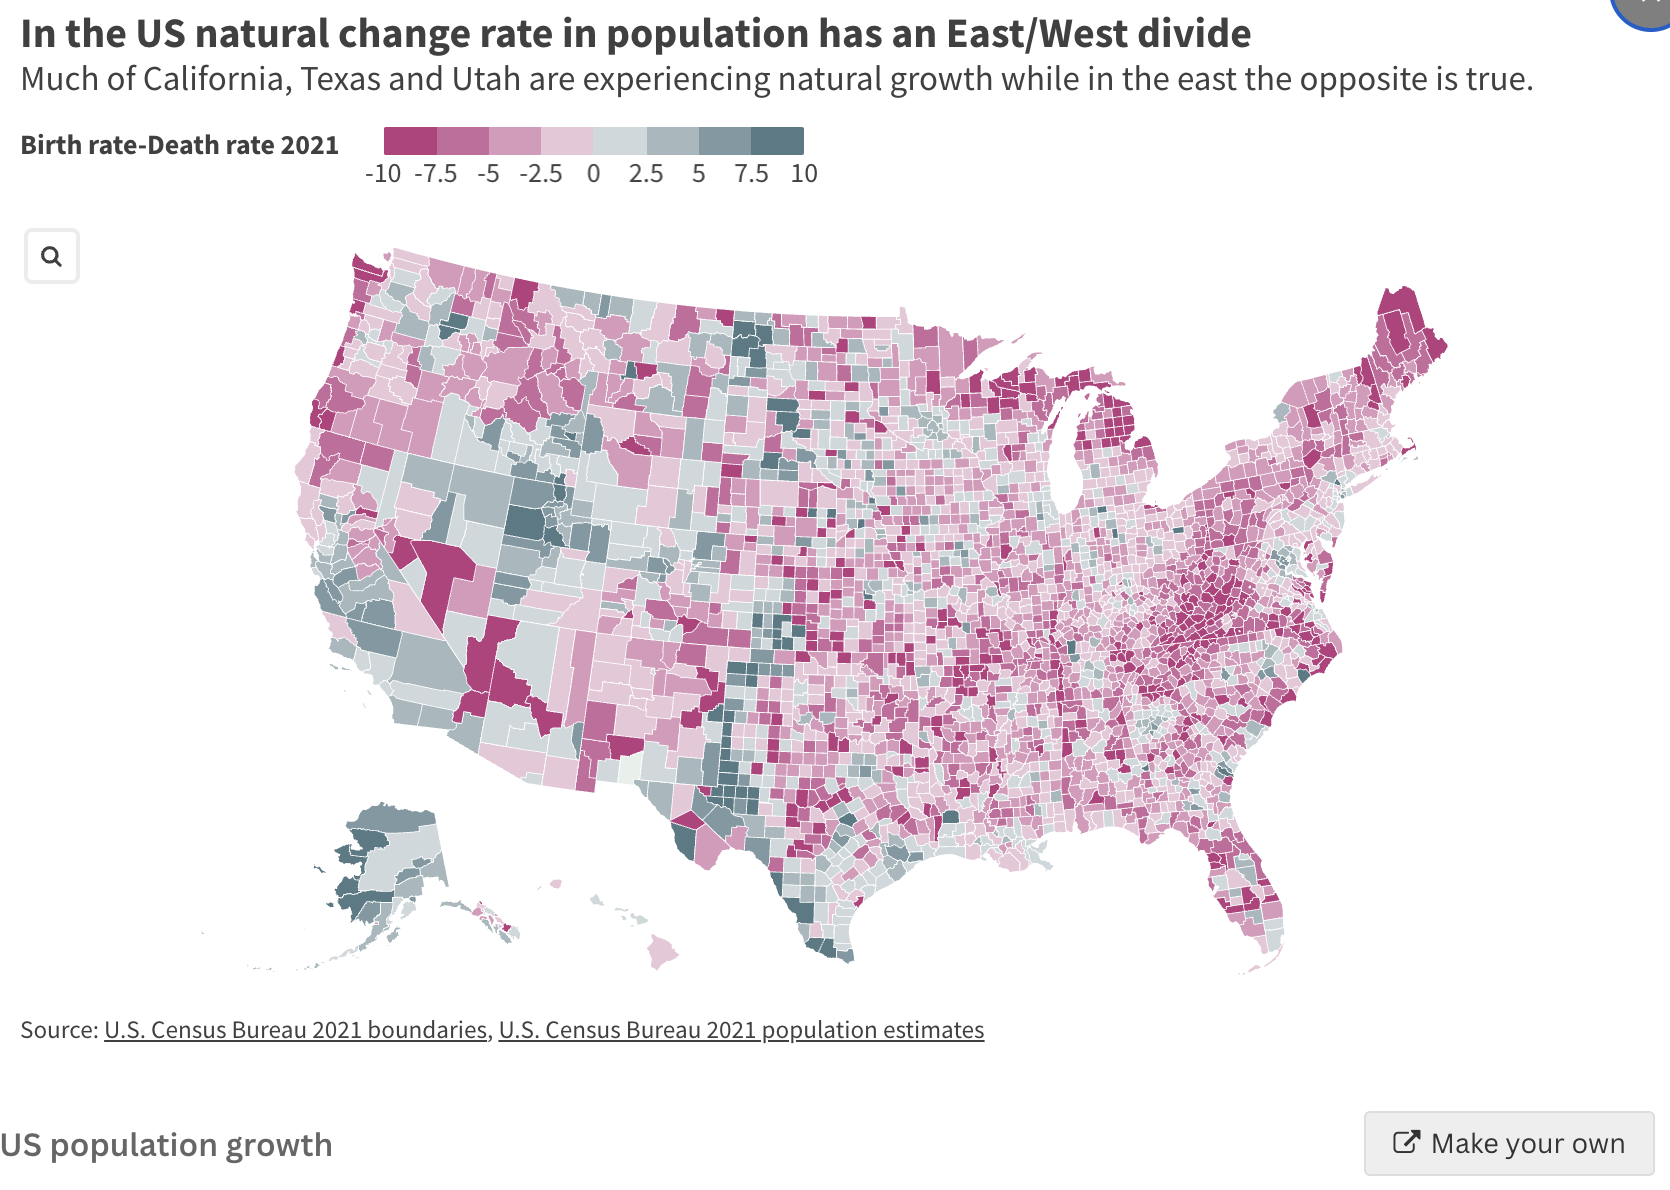 In the US natural change rate in population has an East/West divide
Much of California, Texas and Utah are experiencing natural growth while in the east the opposite is true.
Birth rate-Death rate 2021
-10 -7.5 -5 -2.5 0 2.5 5 7.5 10
Source: U.S. Census Bureau 2021 boundaries, U.S. Census Bureau 2021 population estimates
US population growth
Make your own